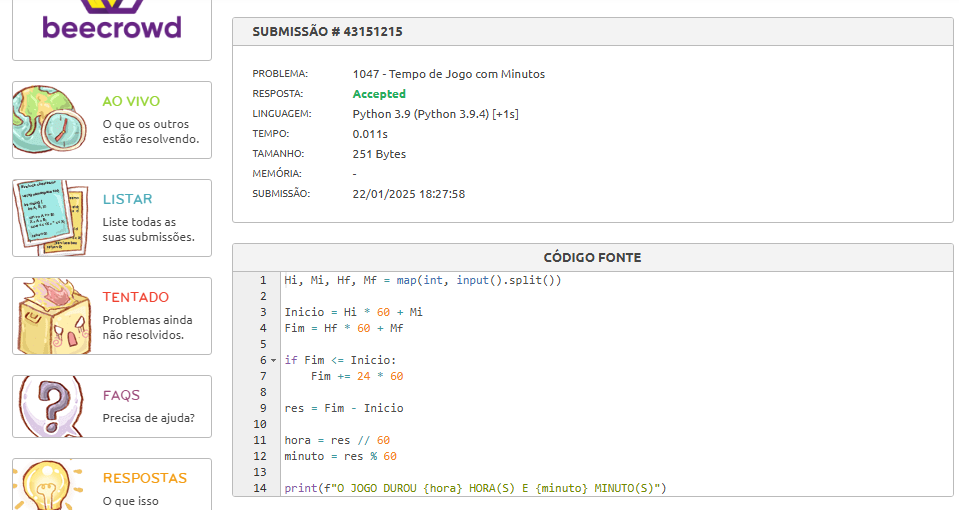 beecrowd
AO VIVO
O que os outros
estão resolvendo.
LISTAR
Liste todas as
suas submissões.
TENTADO
Problemas ainda
não resolvidos.
FAQS
Precisa de ajuda?
RESPOSTAS
O que isso
SUBMISSÃO # 43151215
PROBLEMA: 1047 - Tempo de Jogo com Minutos
RESPOSTA: Accepted
LINGUAGEM: Python 3.9 (Python 3.9.4) [+1s]
TEMPO: 0.011s
TAMANHO: 251 Bytes
MEMÓRIA: -
SUBMISSÃO: 22/01/2025 18:27:58
CÓDIGO FONTE
1 Hi, Mi, Hf, Mf = map(int, input().split())
2
3 Inicio = Hi * 60 + Mi
4 Fim = Hf * 60 + Mf
5
6 if Fim <= Inicio:
7     Fim += 24 * 60
8
9 res = Fim - Inicio
10
11 hora = res // 60
12 minuto = res % 60
13
14 print(f"O JOGO DUROU {hora} HORA(S) E {minuto} MINUTO(S)")